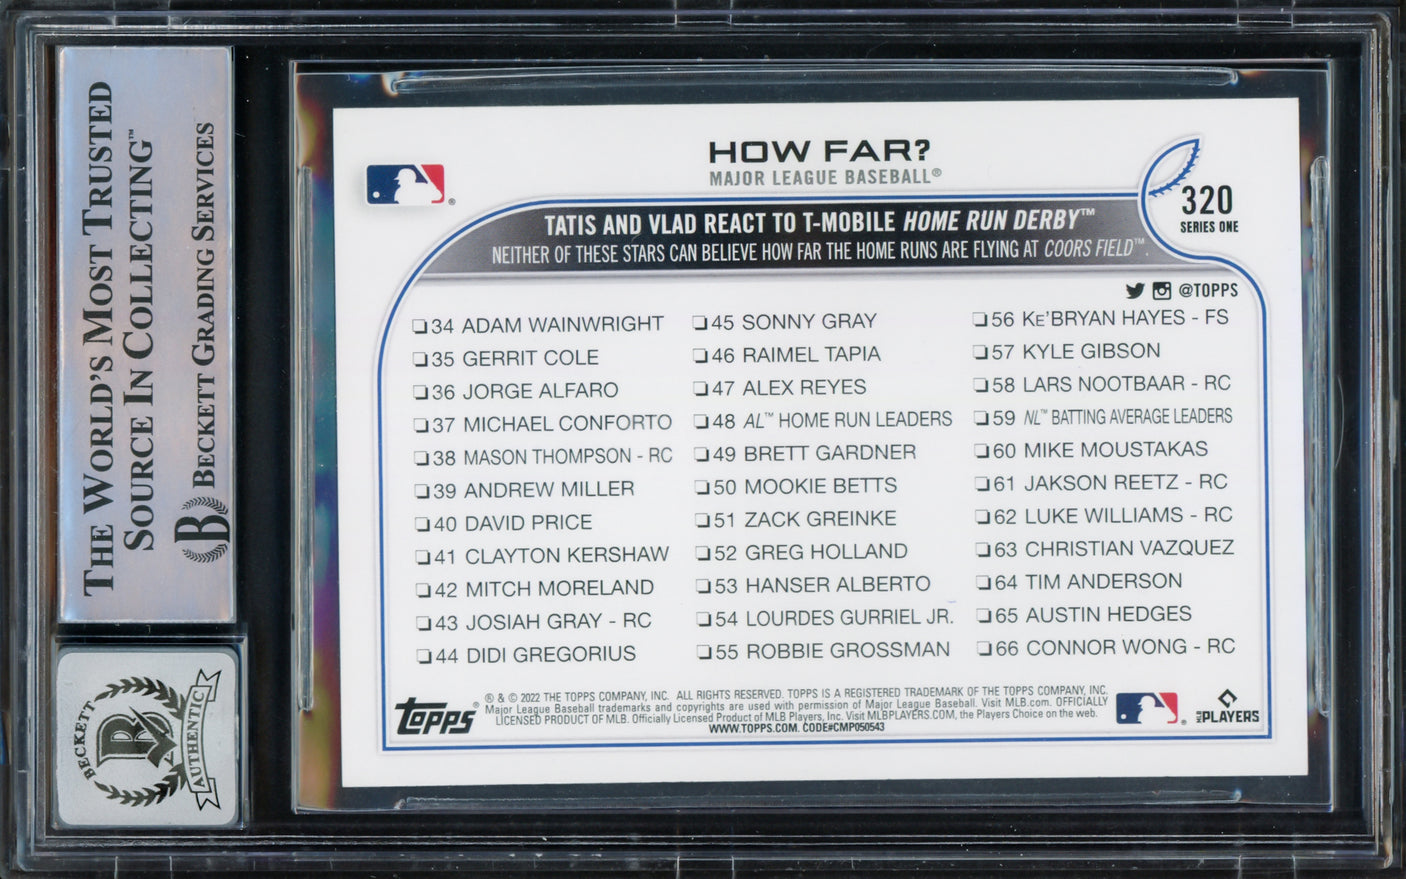 THE WORLD'S MOST TRUSTED
SOURCE IN COLLECTING™
B BECKETT GRADING SERVICES
BECKETT
B
AUTHENTIC
HOW FAR?
MAJOR LEAGUE BASEBALL®
®
320
SERIES ONE
TATIS AND VLAD REACT TO T-MOBILE HOME RUN DERBY™
NEITHER OF THESE STARS CAN BELIEVE HOW FAR THE HOME RUNS ARE FLYING AT COORS FIELD™
@TOPPS
❏34 ADAM WAINWRIGHT
❏35 GERRIT COLE
❏36 JORGE ALFARO
❏37 MICHAEL CONFORTO
❏38 MASON THOMPSON - RC
❏39 ANDREW MILLER
❏40 DAVID PRICE
❏41 CLAYTON KERSHAW
❏42 MITCH MORELAND
❏43 JOSIAH GRAY - RC
❏44 DIDI GREGORIUS
❏45 SONNY GRAY
❏46 RAIMEL TAPIA
❏47 ALEX REYES
❏48 AL™ HOME RUN LEADERS
❏49 BRETT GARDNER
❏50 MOOKIE BETTS
❏51 ZACK GREINKE
❏52 GREG HOLLAND
❏53 HANSER ALBERTO
❏54 LOURDES GURRIEL JR.
❏55 ROBBIE GROSSMAN
❏56 KE'BRYAN HAYES - FS
❏57 KYLE GIBSON
❏58 LARS NOOTBAAR - RC
❏59 NL™ BATTING AVERAGE LEADERS
❏60 MIKE MOUSTAKAS
❏61 JAKSON REETZ - RC
❏62 LUKE WILLIAMS - RC
❏63 CHRISTIAN VAZQUEZ
❏64 TIM ANDERSON
❏65 AUSTIN HEDGES
❏66 CONNOR WONG - RC
Topps®
® & © 2022 THE TOPPS COMPANY, INC. ALL RIGHTS RESERVED. TOPPS IS A REGISTERED TRADEMARK OF THE TOPPS COMPANY, INC.
Major League Baseball trademarks and copyrights are used with permission of Major League Baseball. Visit MLB.com. OFFICIALLY
LICENSED PRODUCT OF MLB. Officially Licensed Product of MLB Players, Inc. Visit MLBPLAYERS.COM, the Players Choice on the web.
WWW.TOPPS.COM. CODE#CMP050543
®
MLB PLAYERS